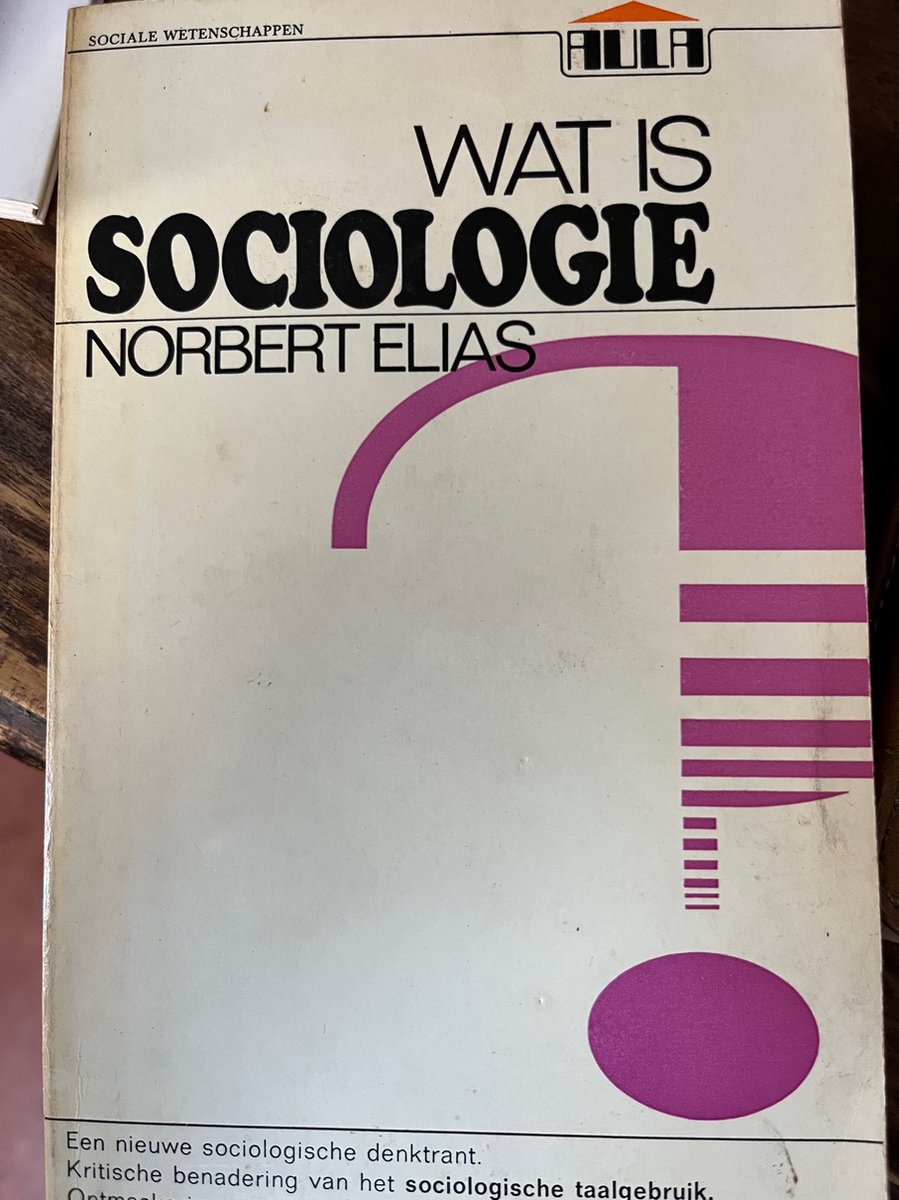 SOCIALE WETENSCHAPPEN
AULA
WAT IS
SOCIOLOGIE
NORBERT ELIAS
Een nieuwe sociologische denktrant.
Kritische benadering van het sociologische taalgebruik.